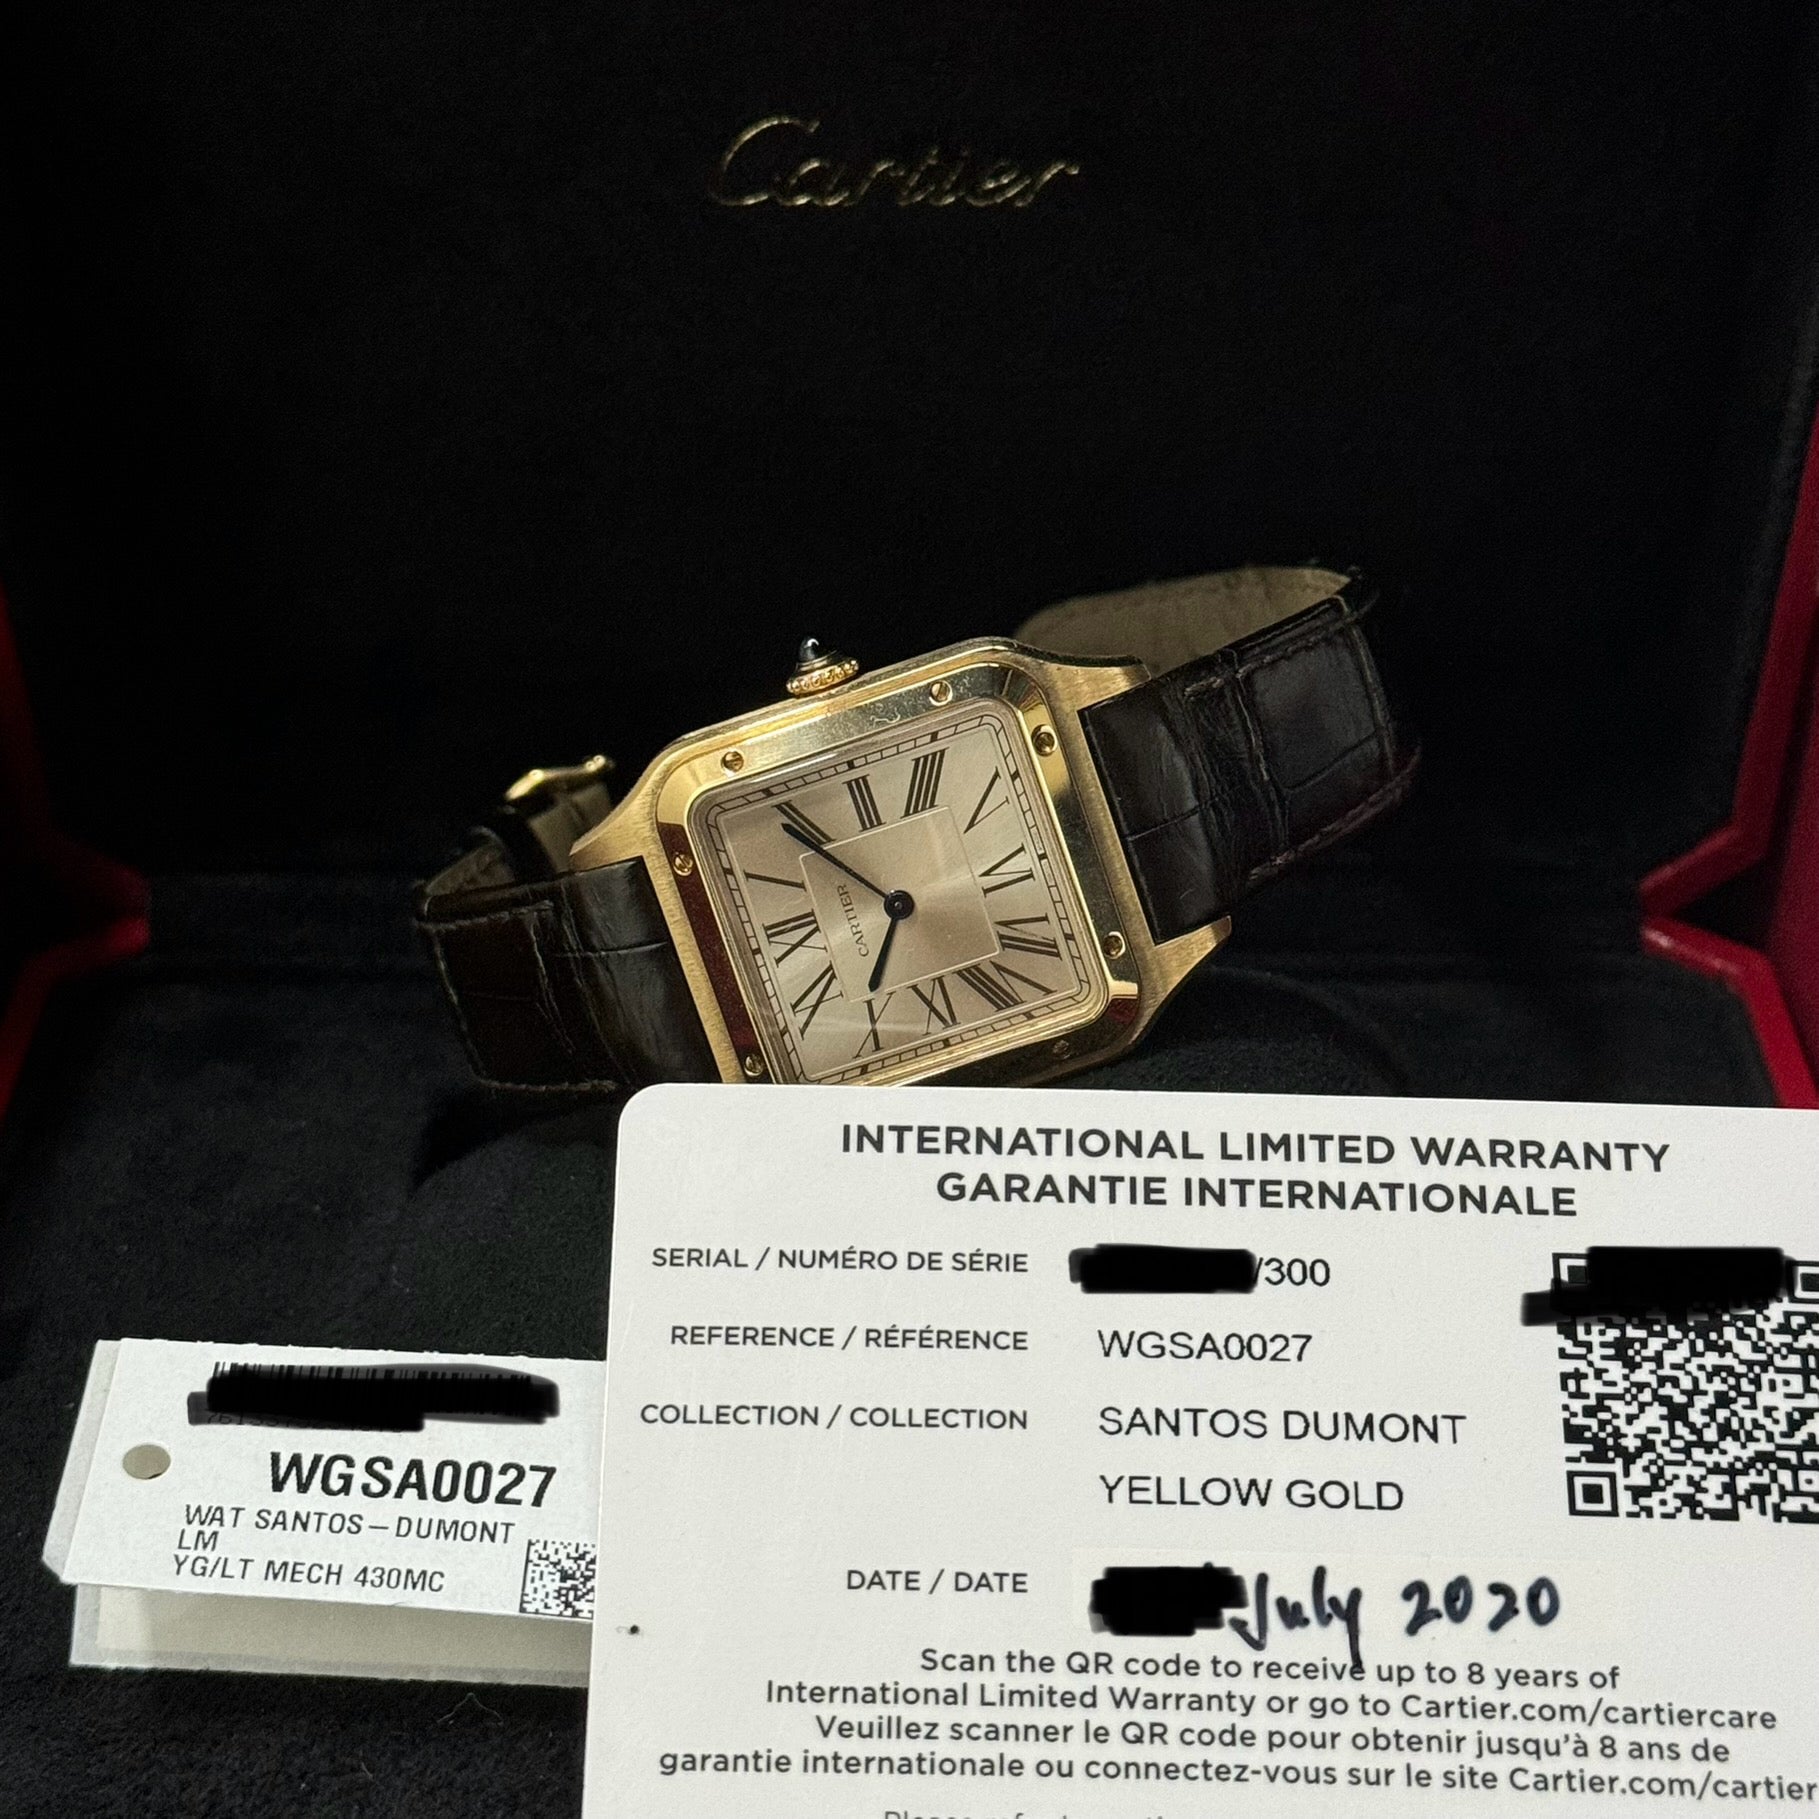 Cartier
CARTIER
INTERNATIONAL LIMITED WARRANTY
GARANTIE INTERNATIONALE
SERIAL / NUMÉRO DE SÉRIE /300
REFERENCE / RÉFÉRENCE WGSA0027
COLLECTION / COLLECTION SANTOS DUMONT
YELLOW GOLD
DATE / DATE July 2020
Scan the QR code to receive up to 8 years of
International Limited Warranty or go to Cartier.com/cartiercare
Veuillez scanner le QR code pour obtenir jusqu'à 8 ans de
garantie internationale ou connectez-vous sur le site Cartier.com/cartier
WGSA0027
WAT SANTOS-DUMONT
LM
YG/LT MECH 430MC